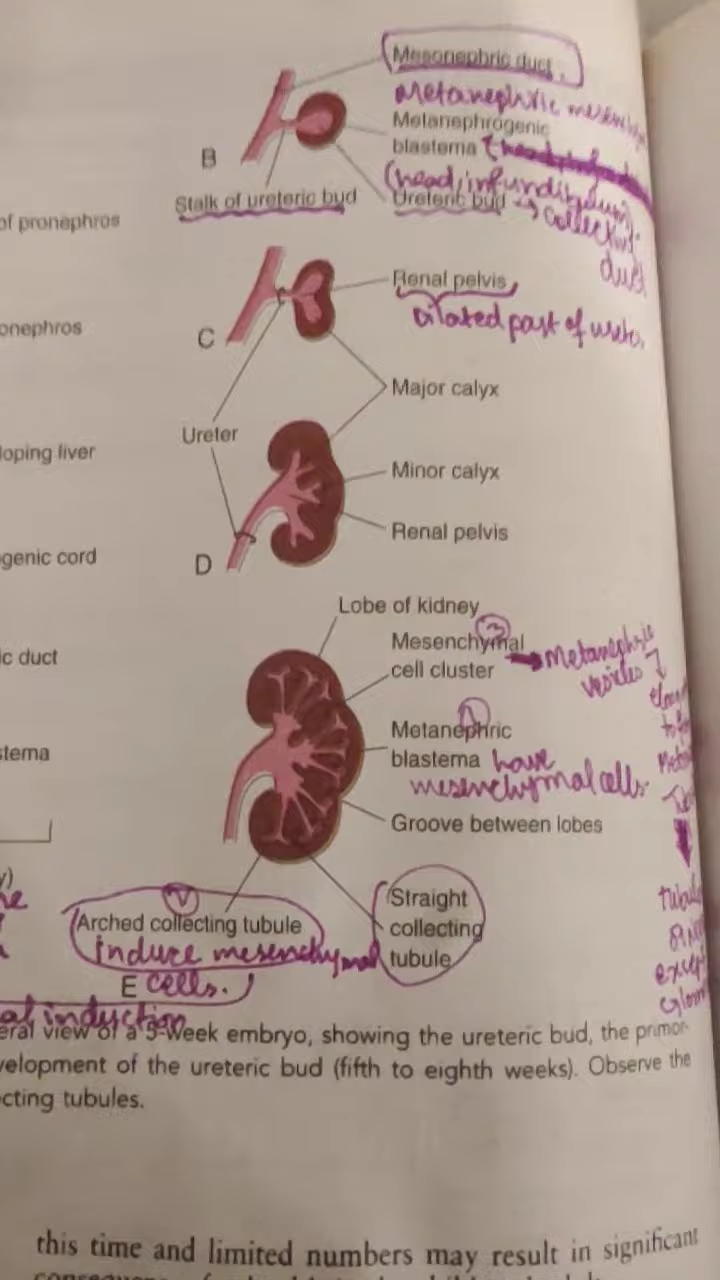 Mesonephric duct.
Metanephric
Metanephrogenic
blastema
B
(head, infundibulum)
Stalk of ureteric bud
Ureteric bud → Collecting
duct
of pronephros
Renal pelvis
dilated part of
C
onephros
Major calyx
Ureter
loping liver
Minor calyx
Renal pelvis
genic cord
D
Lobe of kidney
Mesenchymal
cell cluster
Metanephric
vesicles
ic duct
Metanephric
blastema have
mesenchymal cells.
stema
Groove between lobes
y)
Arched collecting tubule
induce mesenchymal
E cells.
Straight
collecting
tubule
al induction
eral view of a 5-week embryo, showing the ureteric bud, the primor-
velopment of the ureteric bud (fifth to eighth weeks). Observe the
cting tubules.
this time and limited numbers may result in significant